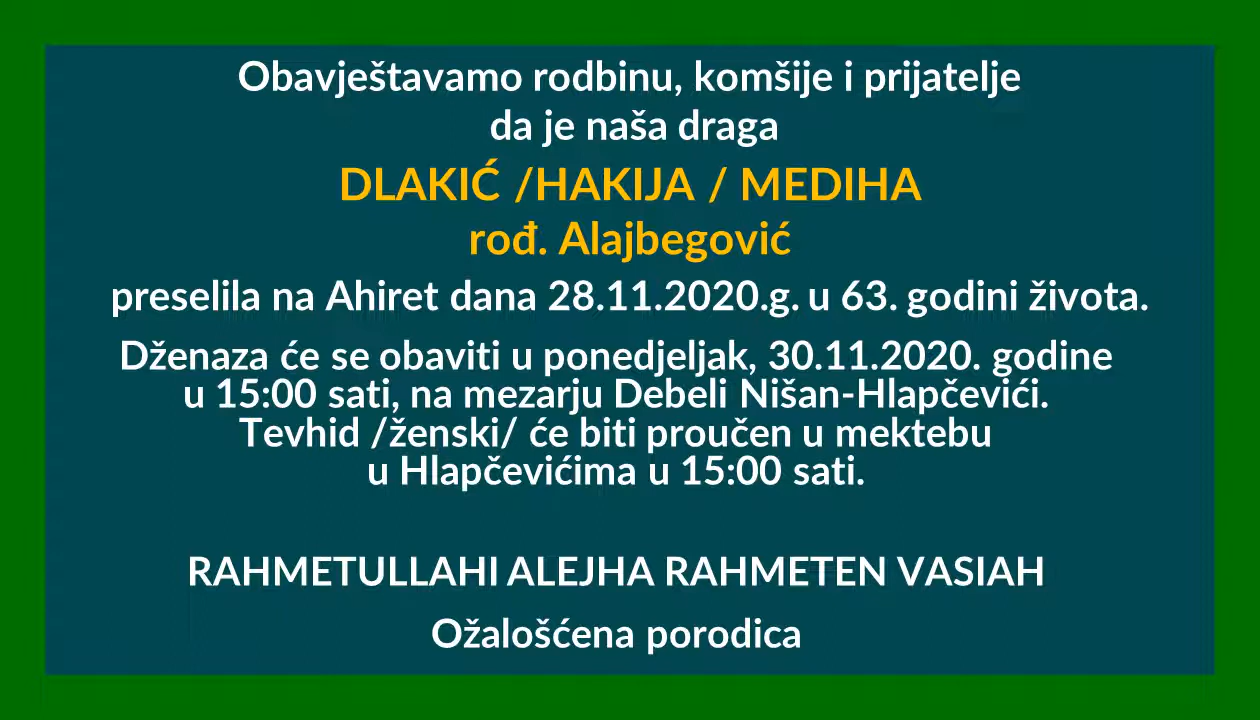 Obavještavamo rodbinu, komšije i prijatelje
da je naša draga
DLAKIĆ /HAKIJA / MEDIHA
rođ. Alajbegović
preselila na Ahiret dana 28.11.2020.g. u 63. godini života.
Dženaza će se obaviti u ponedjeljak, 30.11.2020. godine
u 15:00 sati, na mezarju Debeli Nišan-Hlapčevići.
Tevhid /ženski/ će biti proučen u mektebu
u Hlapčevićima u 15:00 sati.
RAHMETULLAHI ALEJHA RAHMETEN VASIAH
Ožalošćena porodica